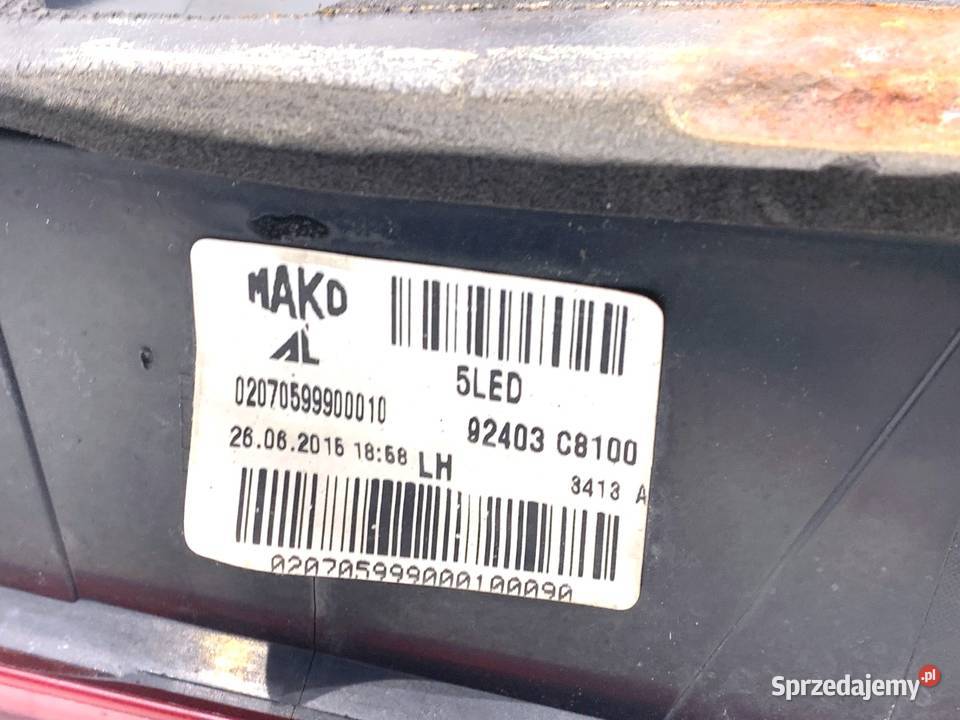 MAKO
AL
5LED
02070599900010
92403 C8100
26.06.2015 18:58 LH
3413 A
020705999000100090
Sprzedajemy.pl